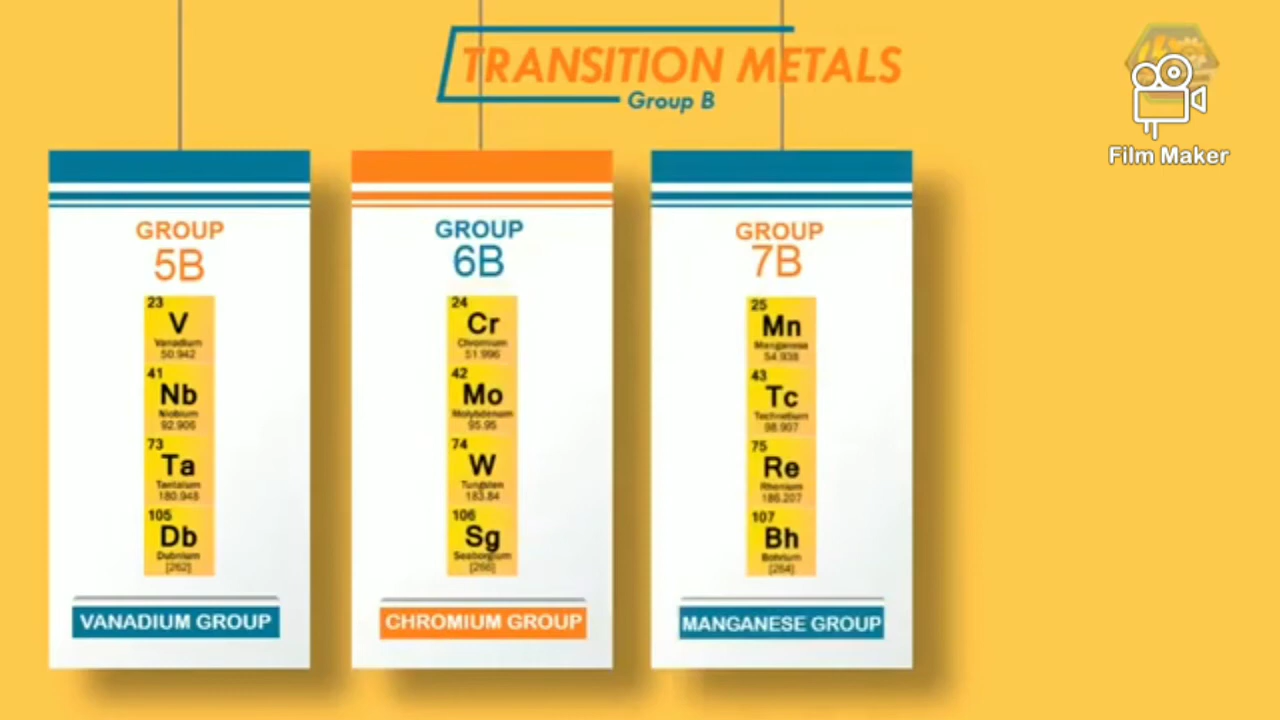 TRANSITION METALS
Group B
Film Maker
GROUP
5B
23
V
Vanadium
50.942
41
Nb
Niobium
92.906
73
Ta
Tantalum
180.948
105
Db
Dubnium
[262]
VANADIUM GROUP
GROUP
6B
24
Cr
Chromium
51.996
42
Mo
Molybdenum
95.95
74
W
Tungsten
183.84
106
Sg
Seaborgium
[266]
CHROMIUM GROUP
GROUP
7B
25
Mn
Manganese
54.938
43
Tc
Technetium
98.907
75
Re
Rhenium
186.207
107
Bh
Bohrium
[264]
MANGANESE GROUP